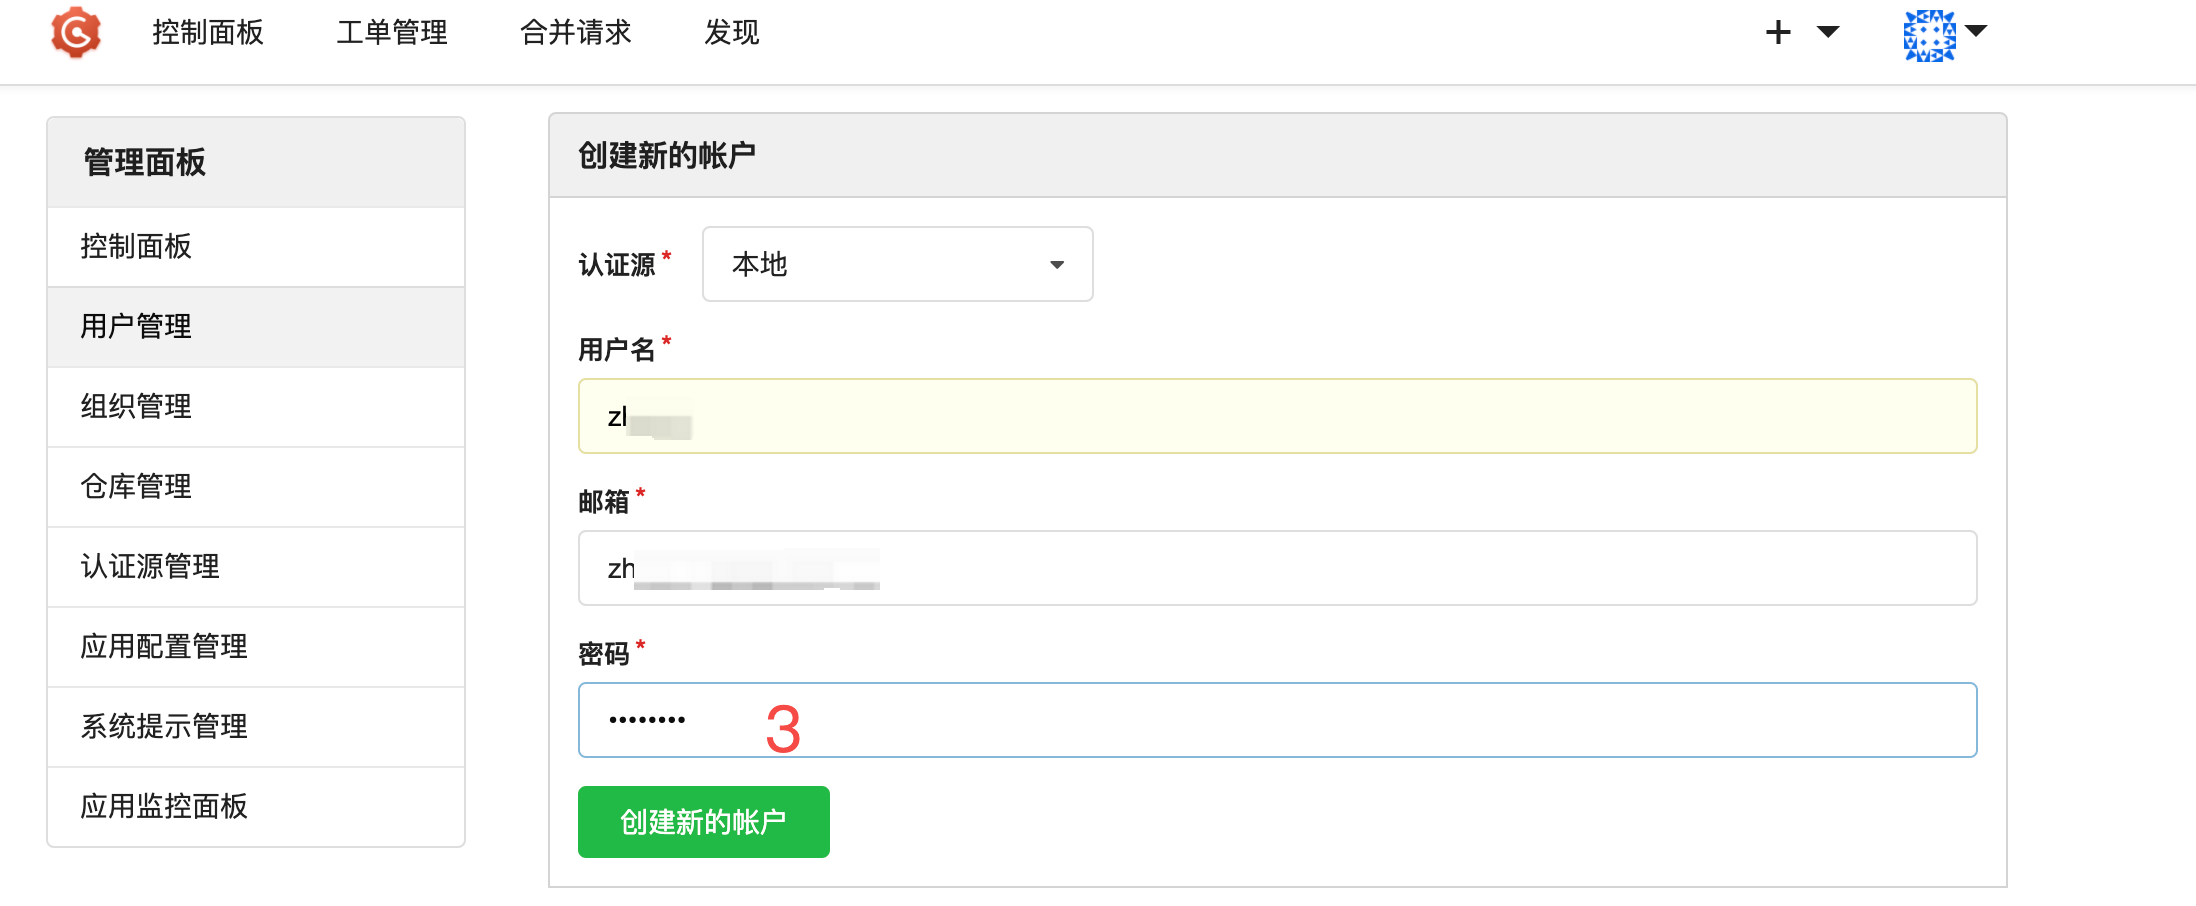 控制面板 工单管理 合并请求 发现
管理面板
控制面板
用户管理
组织管理
仓库管理
认证源管理
应用配置管理
系统提示管理
应用监控面板
创建新的帐户
认证源 * 本地
用户名 *
zl
邮箱 *
zh
密码 *
•••••••• 3
创建新的帐户